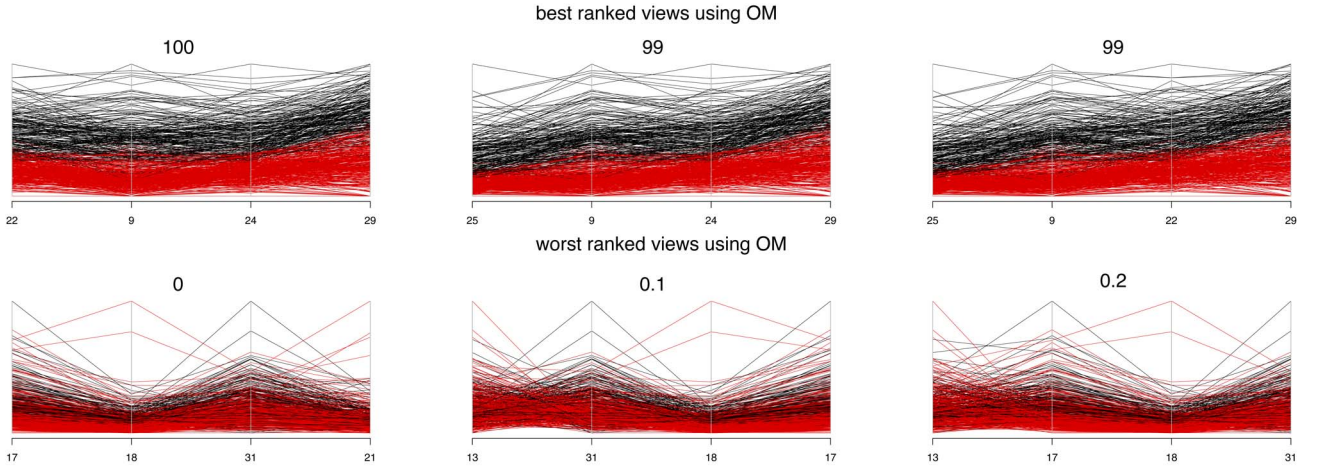 best ranked views using OM
100 99 99
22 9 24 29 25 9 24 29 25 9 22 29
worst ranked views using OM
0 0.1 0.2
17 18 31 21 13 31 18 17 13 17 18 31